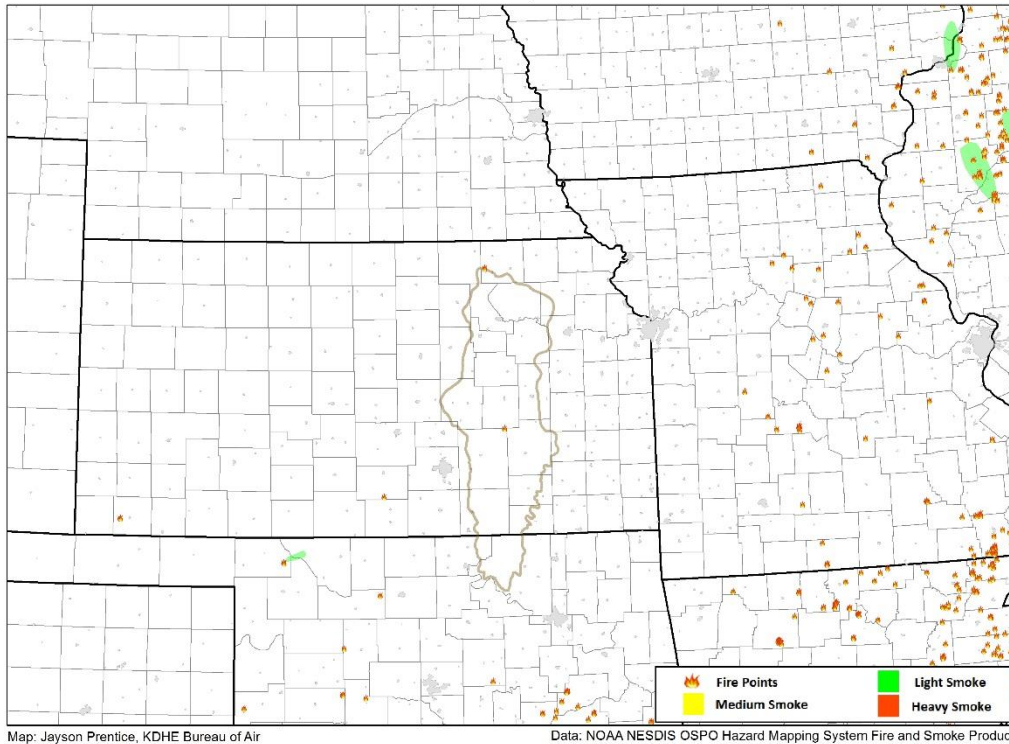 Fire Points
Light Smoke
Medium Smoke
Heavy Smoke
Map: Jayson Prentice, KDHE Bureau of Air
Data: NOAA NESDIS OSPO Hazard Mapping System Fire and Smoke Produc